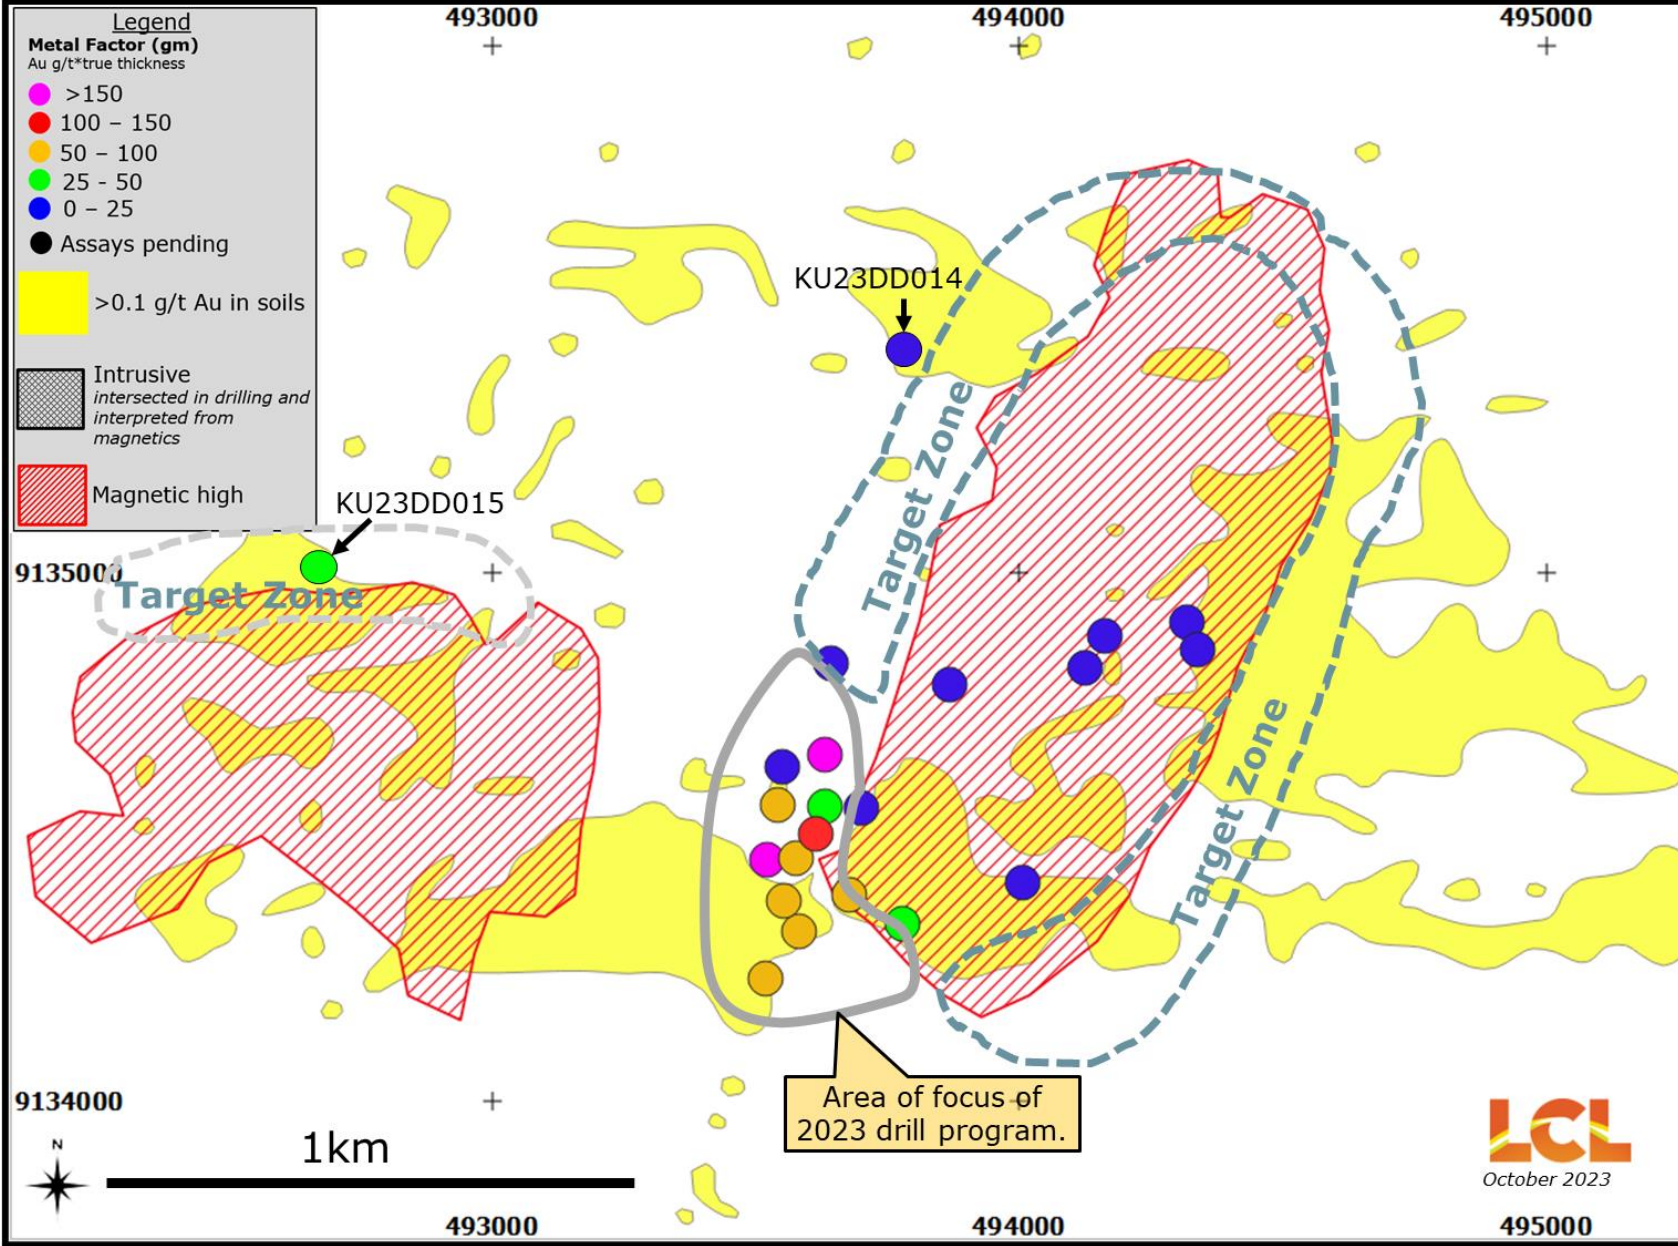 493000
494000
495000
Legend
Metal Factor (gm)
Au g/t*true thickness
>150
100 – 150
50 – 100
25 - 50
0 – 25
Assays pending
>0.1 g/t Au in soils
Intrusive
intersected in drilling and
interpreted from
magnetics
Magnetic high
KU23DD014
KU23DD015
9135000
Target Zone
Target Zone
Target Zone
Area of focus of
2023 drill program.
9134000
1km
N
LCL
October 2023
493000
494000
495000